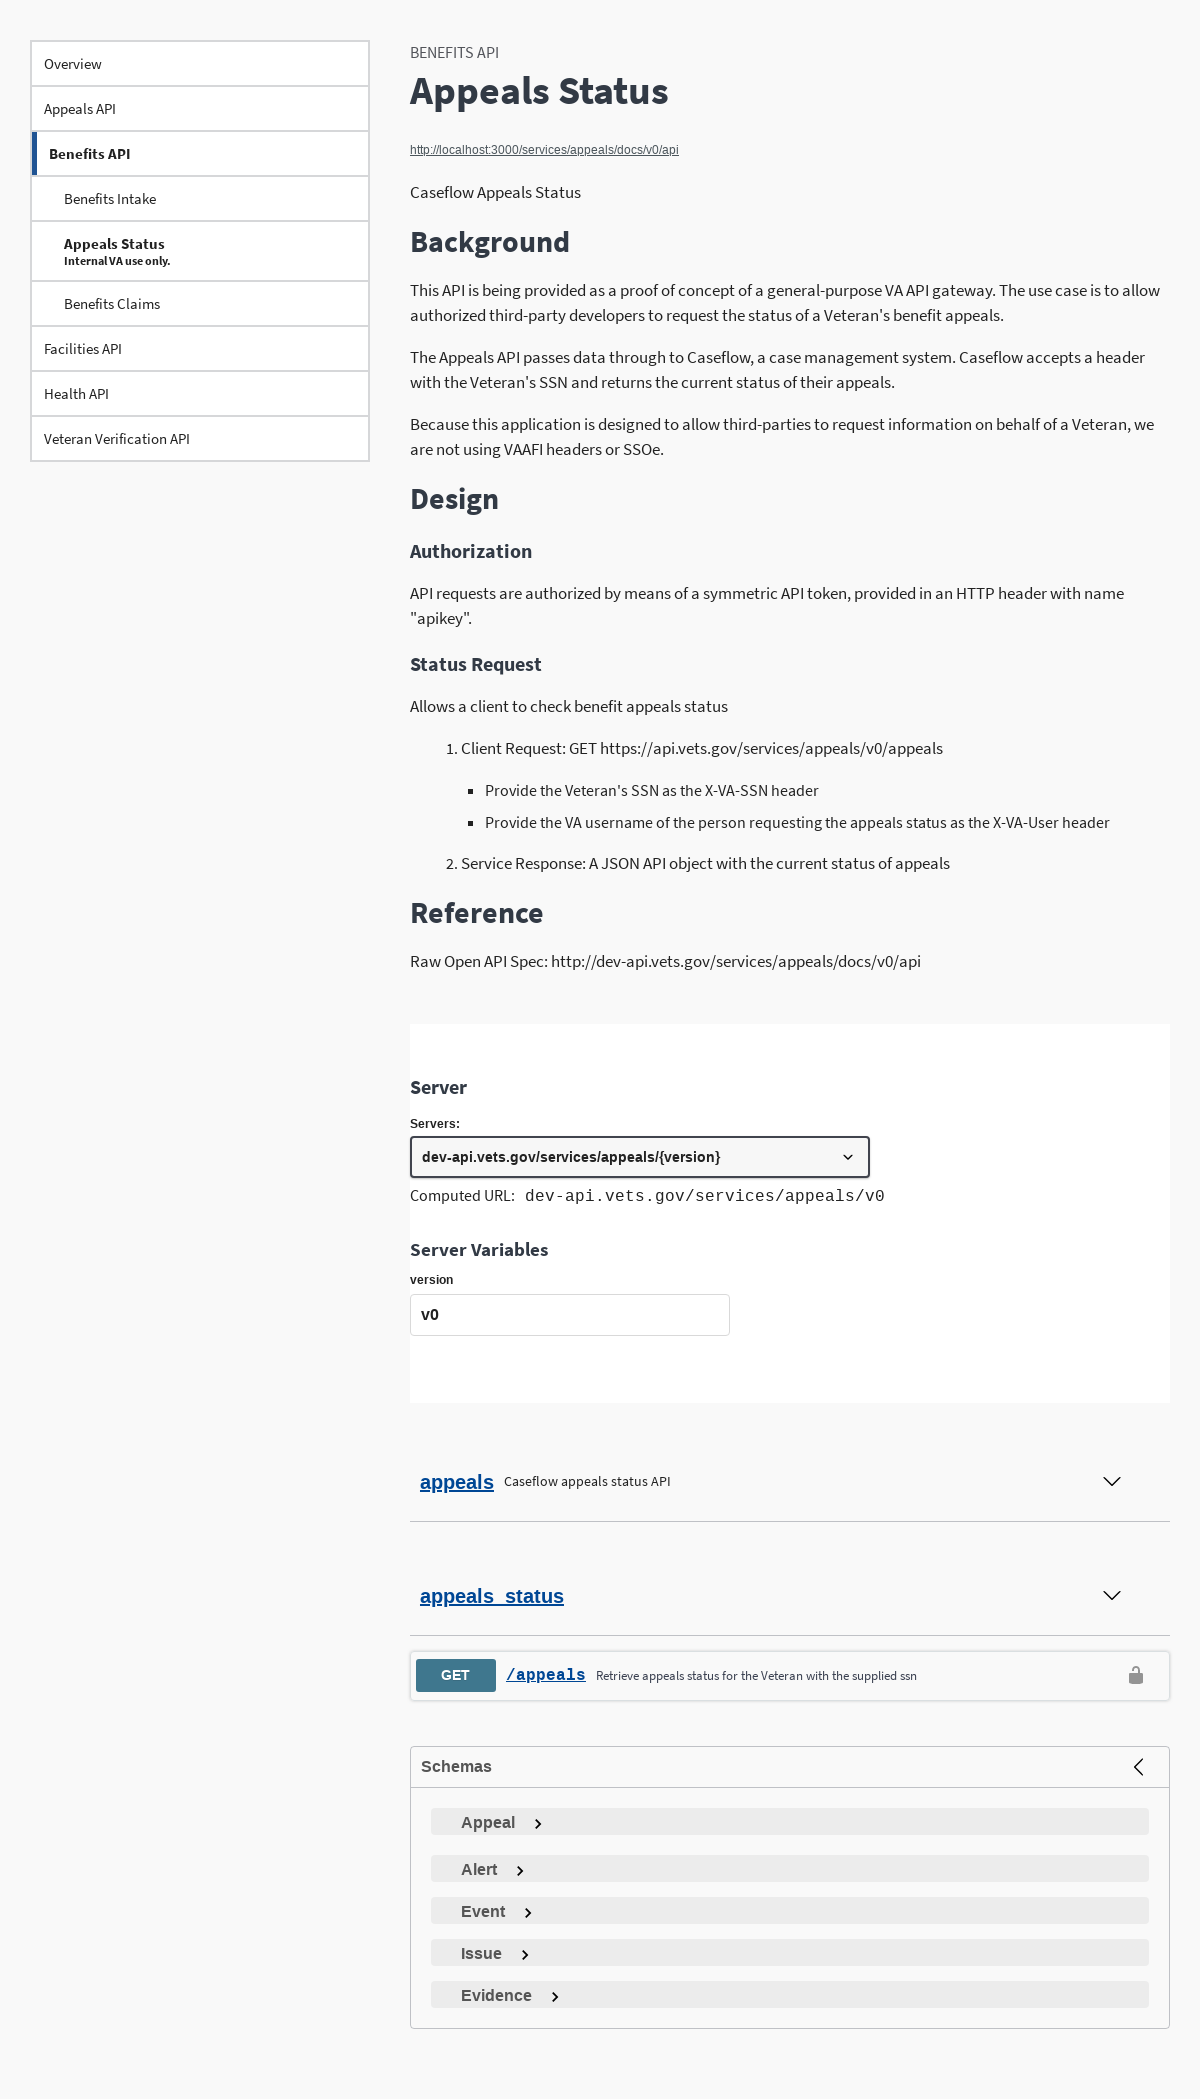 Overview
Appeals API
Benefits API
Benefits Intake
Appeals Status
Internal VA use only.
Benefits Claims
Facilities API
Health API
Veteran Verification API
BENEFITS API
Appeals Status
http://localhost:3000/services/appeals/docs/v0/api
Caseflow Appeals Status
Background
This API is being provided as a proof of concept of a general-purpose VA API gateway. The use case is to allow
authorized third-party developers to request the status of a Veteran's benefit appeals.
The Appeals API passes data through to Caseflow, a case management system. Caseflow accepts a header
with the Veteran's SSN and returns the current status of their appeals.
Because this application is designed to allow third-parties to request information on behalf of a Veteran, we
are not using VAAFI headers or SSOe.
Design
Authorization
API requests are authorized by means of a symmetric API token, provided in an HTTP header with name
"apikey".
Status Request
Allows a client to check benefit appeals status
1. Client Request: GET https://api.vets.gov/services/appeals/v0/appeals
Provide the Veteran's SSN as the X-VA-SSN header
Provide the VA username of the person requesting the appeals status as the X-VA-User header
2. Service Response: A JSON API object with the current status of appeals
Reference
Raw Open API Spec: http://dev-api.vets.gov/services/appeals/docs/v0/api
Server
Servers:
dev-api.vets.gov/services/appeals/{version}
Computed URL: dev-api.vets.gov/services/appeals/v0
Server Variables
version
v0
appeals Caseflow appeals status API
appeals_status
GET /appeals Retrieve appeals status for the Veteran with the supplied ssn
Schemas
Appeal
Alert
Event
Issue
Evidence